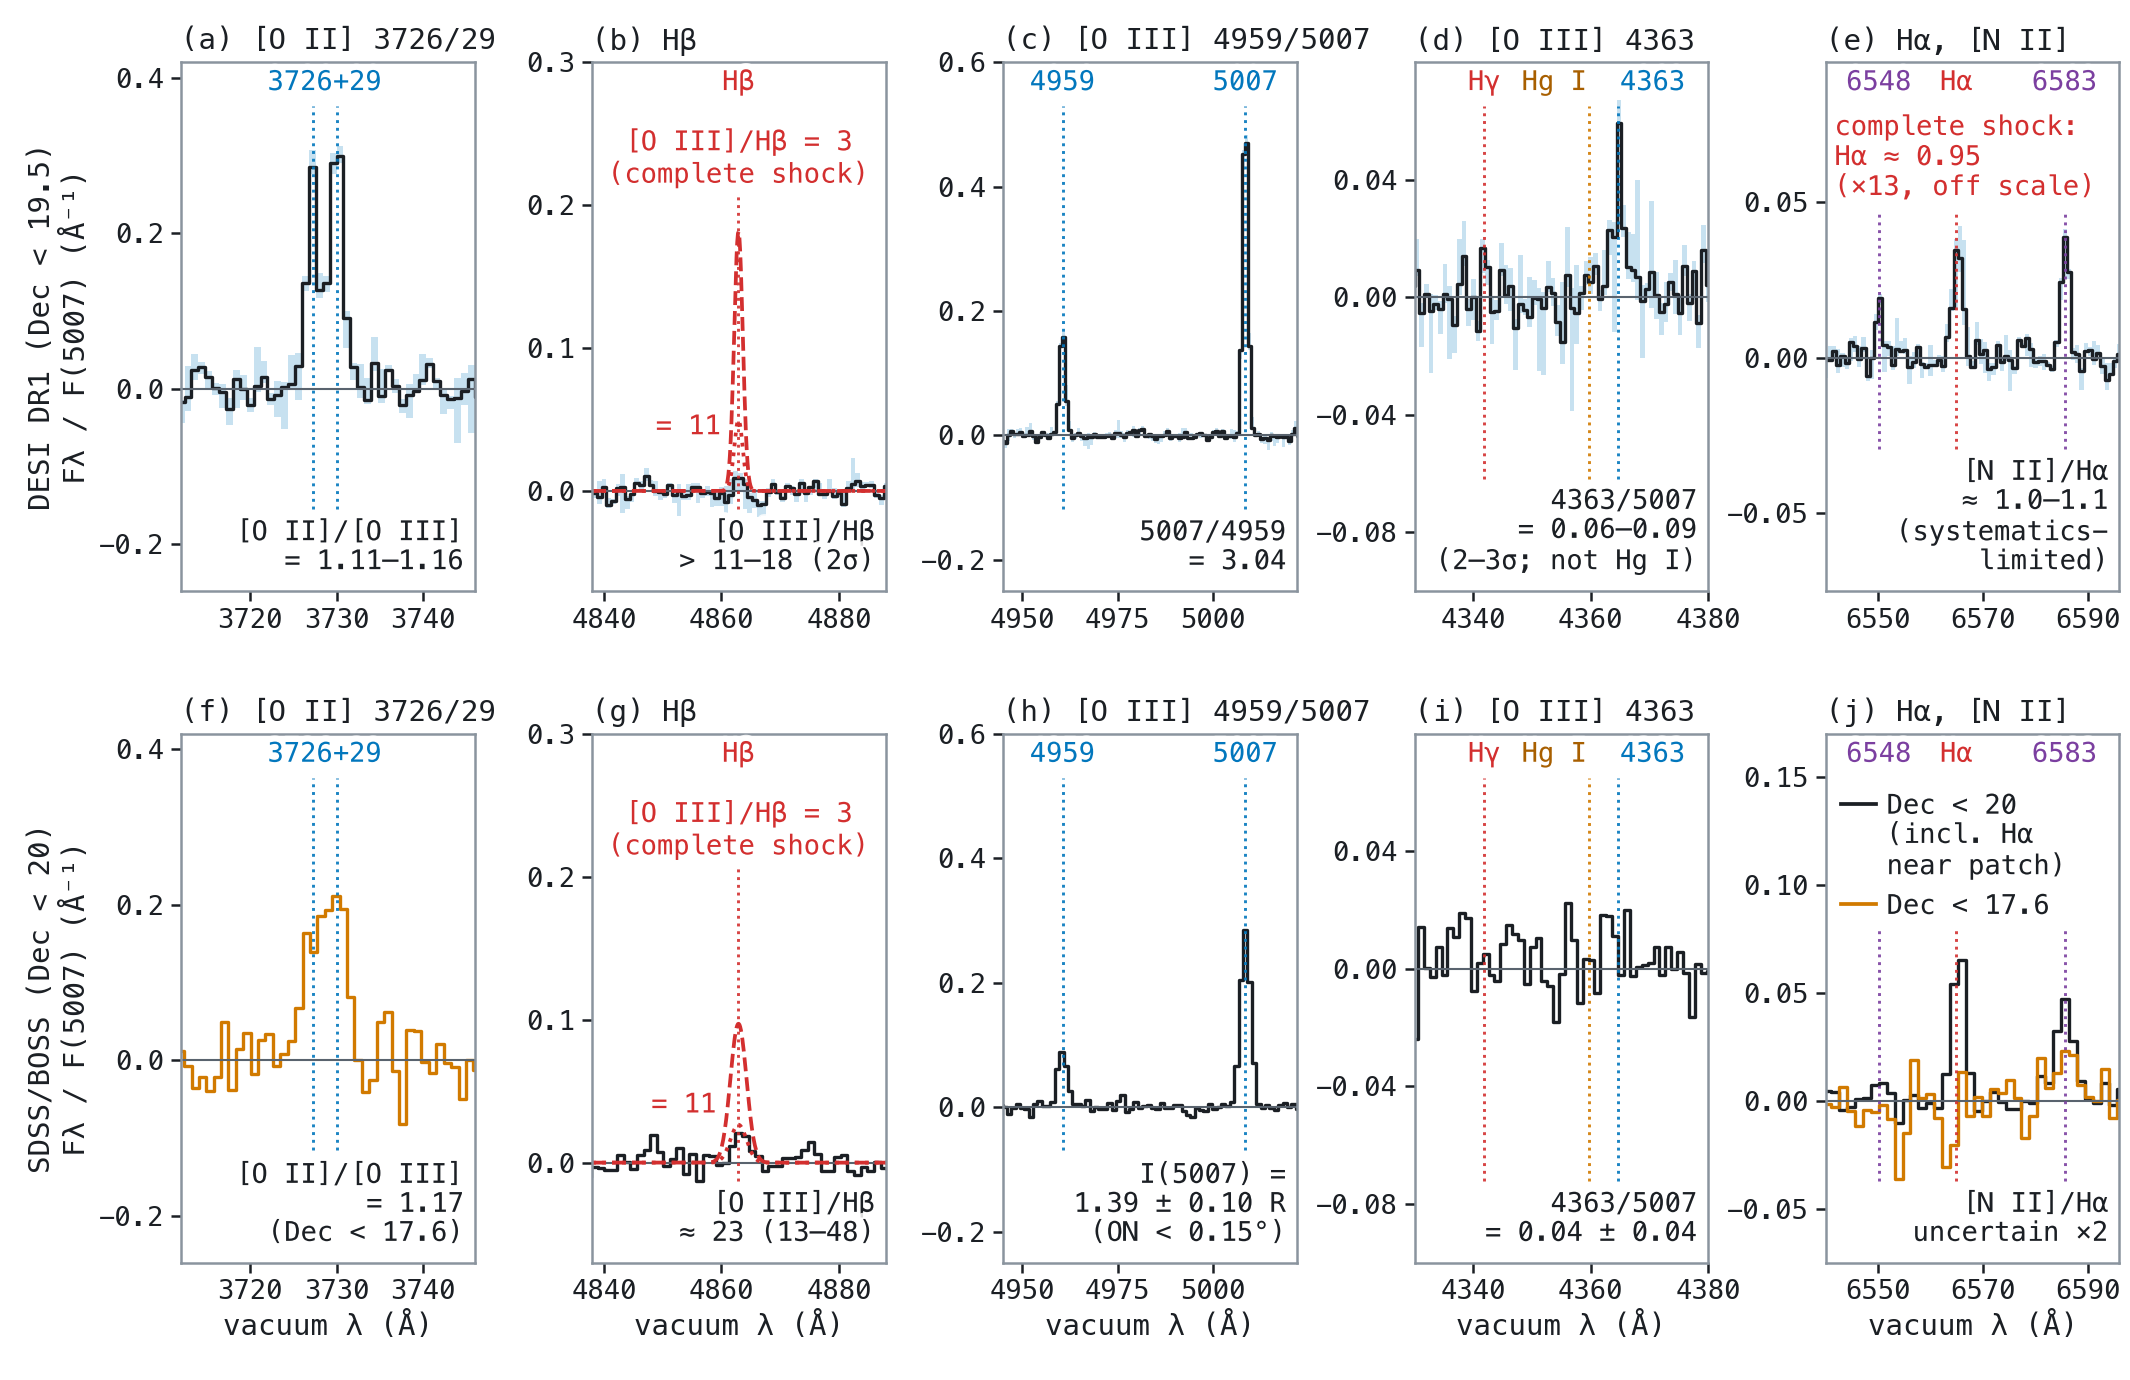 (a) [O II] 3726/29
(b) Hβ
(c) [O III] 4959/5007
(d) [O III] 4363
(e) Hα, [N II]
DESI DR1 (Dec < 19.5)
Fλ / F(5007) (Å⁻¹)
0.4
0.2
0.0
−0.2
3726+29
[O II]/[O III]
= 1.11–1.16
3720
3730
3740
0.3
0.2
0.1
0.0
Hβ
[O III]/Hβ = 3
(complete shock)
= 11
[O III]/Hβ
> 11–18 (2σ)
4840
4860
4880
0.6
0.4
0.2
0.0
−0.2
4959
5007
5007/4959
= 3.04
4950
4975
5000
0.04
0.00
−0.04
−0.08
Hγ
Hg I
4363
4363/5007
= 0.06–0.09
(2–3σ; not Hg I)
4340
4360
4380
0.05
0.00
−0.05
6548
Hα
6583
complete shock:
Hα ≈ 0.95
(×13, off scale)
[N II]/Hα
≈ 1.0–1.1
(systematics−
limited)
6550
6570
6590
(f) [O II] 3726/29
(g) Hβ
(h) [O III] 4959/5007
(i) [O III] 4363
(j) Hα, [N II]
SDSS/BOSS (Dec < 20)
Fλ / F(5007) (Å⁻¹)
0.4
0.2
0.0
−0.2
3726+29
[O II]/[O III]
= 1.17
(Dec < 17.6)
3720
3730
3740
vacuum λ (Å)
0.3
0.2
0.1
0.0
Hβ
[O III]/Hβ = 3
(complete shock)
= 11
[O III]/Hβ
≈ 23 (13–48)
4840
4860
4880
vacuum λ (Å)
0.6
0.4
0.2
0.0
−0.2
4959
5007
I(5007) =
1.39 ± 0.10 R
(ON < 0.15°)
4950
4975
5000
vacuum λ (Å)
0.04
0.00
−0.04
−0.08
Hγ
Hg I
4363
4363/5007
= 0.04 ± 0.04
4340
4360
4380
vacuum λ (Å)
0.15
0.10
0.05
0.00
−0.05
6548
Hα
6583
Dec < 20
(incl. Hα
near patch)
Dec < 17.6
[N II]/Hα
uncertain ×2
6550
6570
6590
vacuum λ (Å)